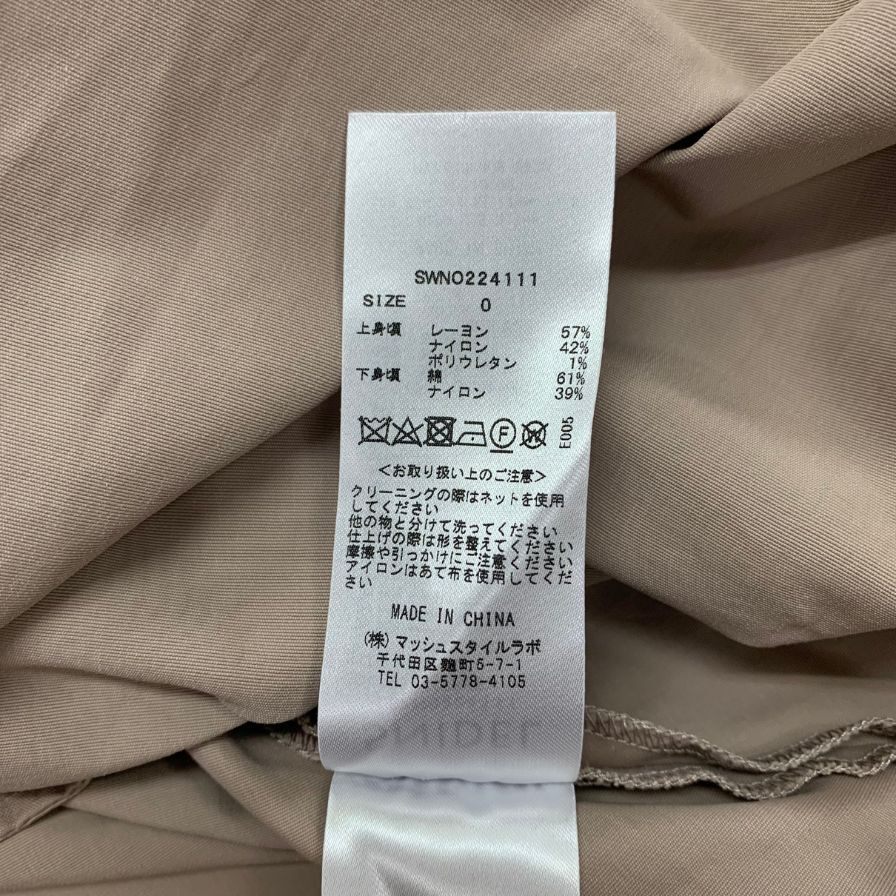 SWNO224111
SIZE 0
上身頃 レーヨン 57%
ナイロン 42%
ポリウレタン 1%
下身頃 綿 61%
ナイロン 39%
F W E005
<お取り扱い上のご注意>
クリーニングの際はネットを使用
してください
他の物と分けて洗ってください
仕上げの際は形を整えてください
摩擦や引っかけにご注意ください
アイロンはあて布を使用してくだ
さい
MADE IN CHINA
(株)マッシュスタイルラボ
千代田区麹町5-7-1
TEL 03-5778-4105